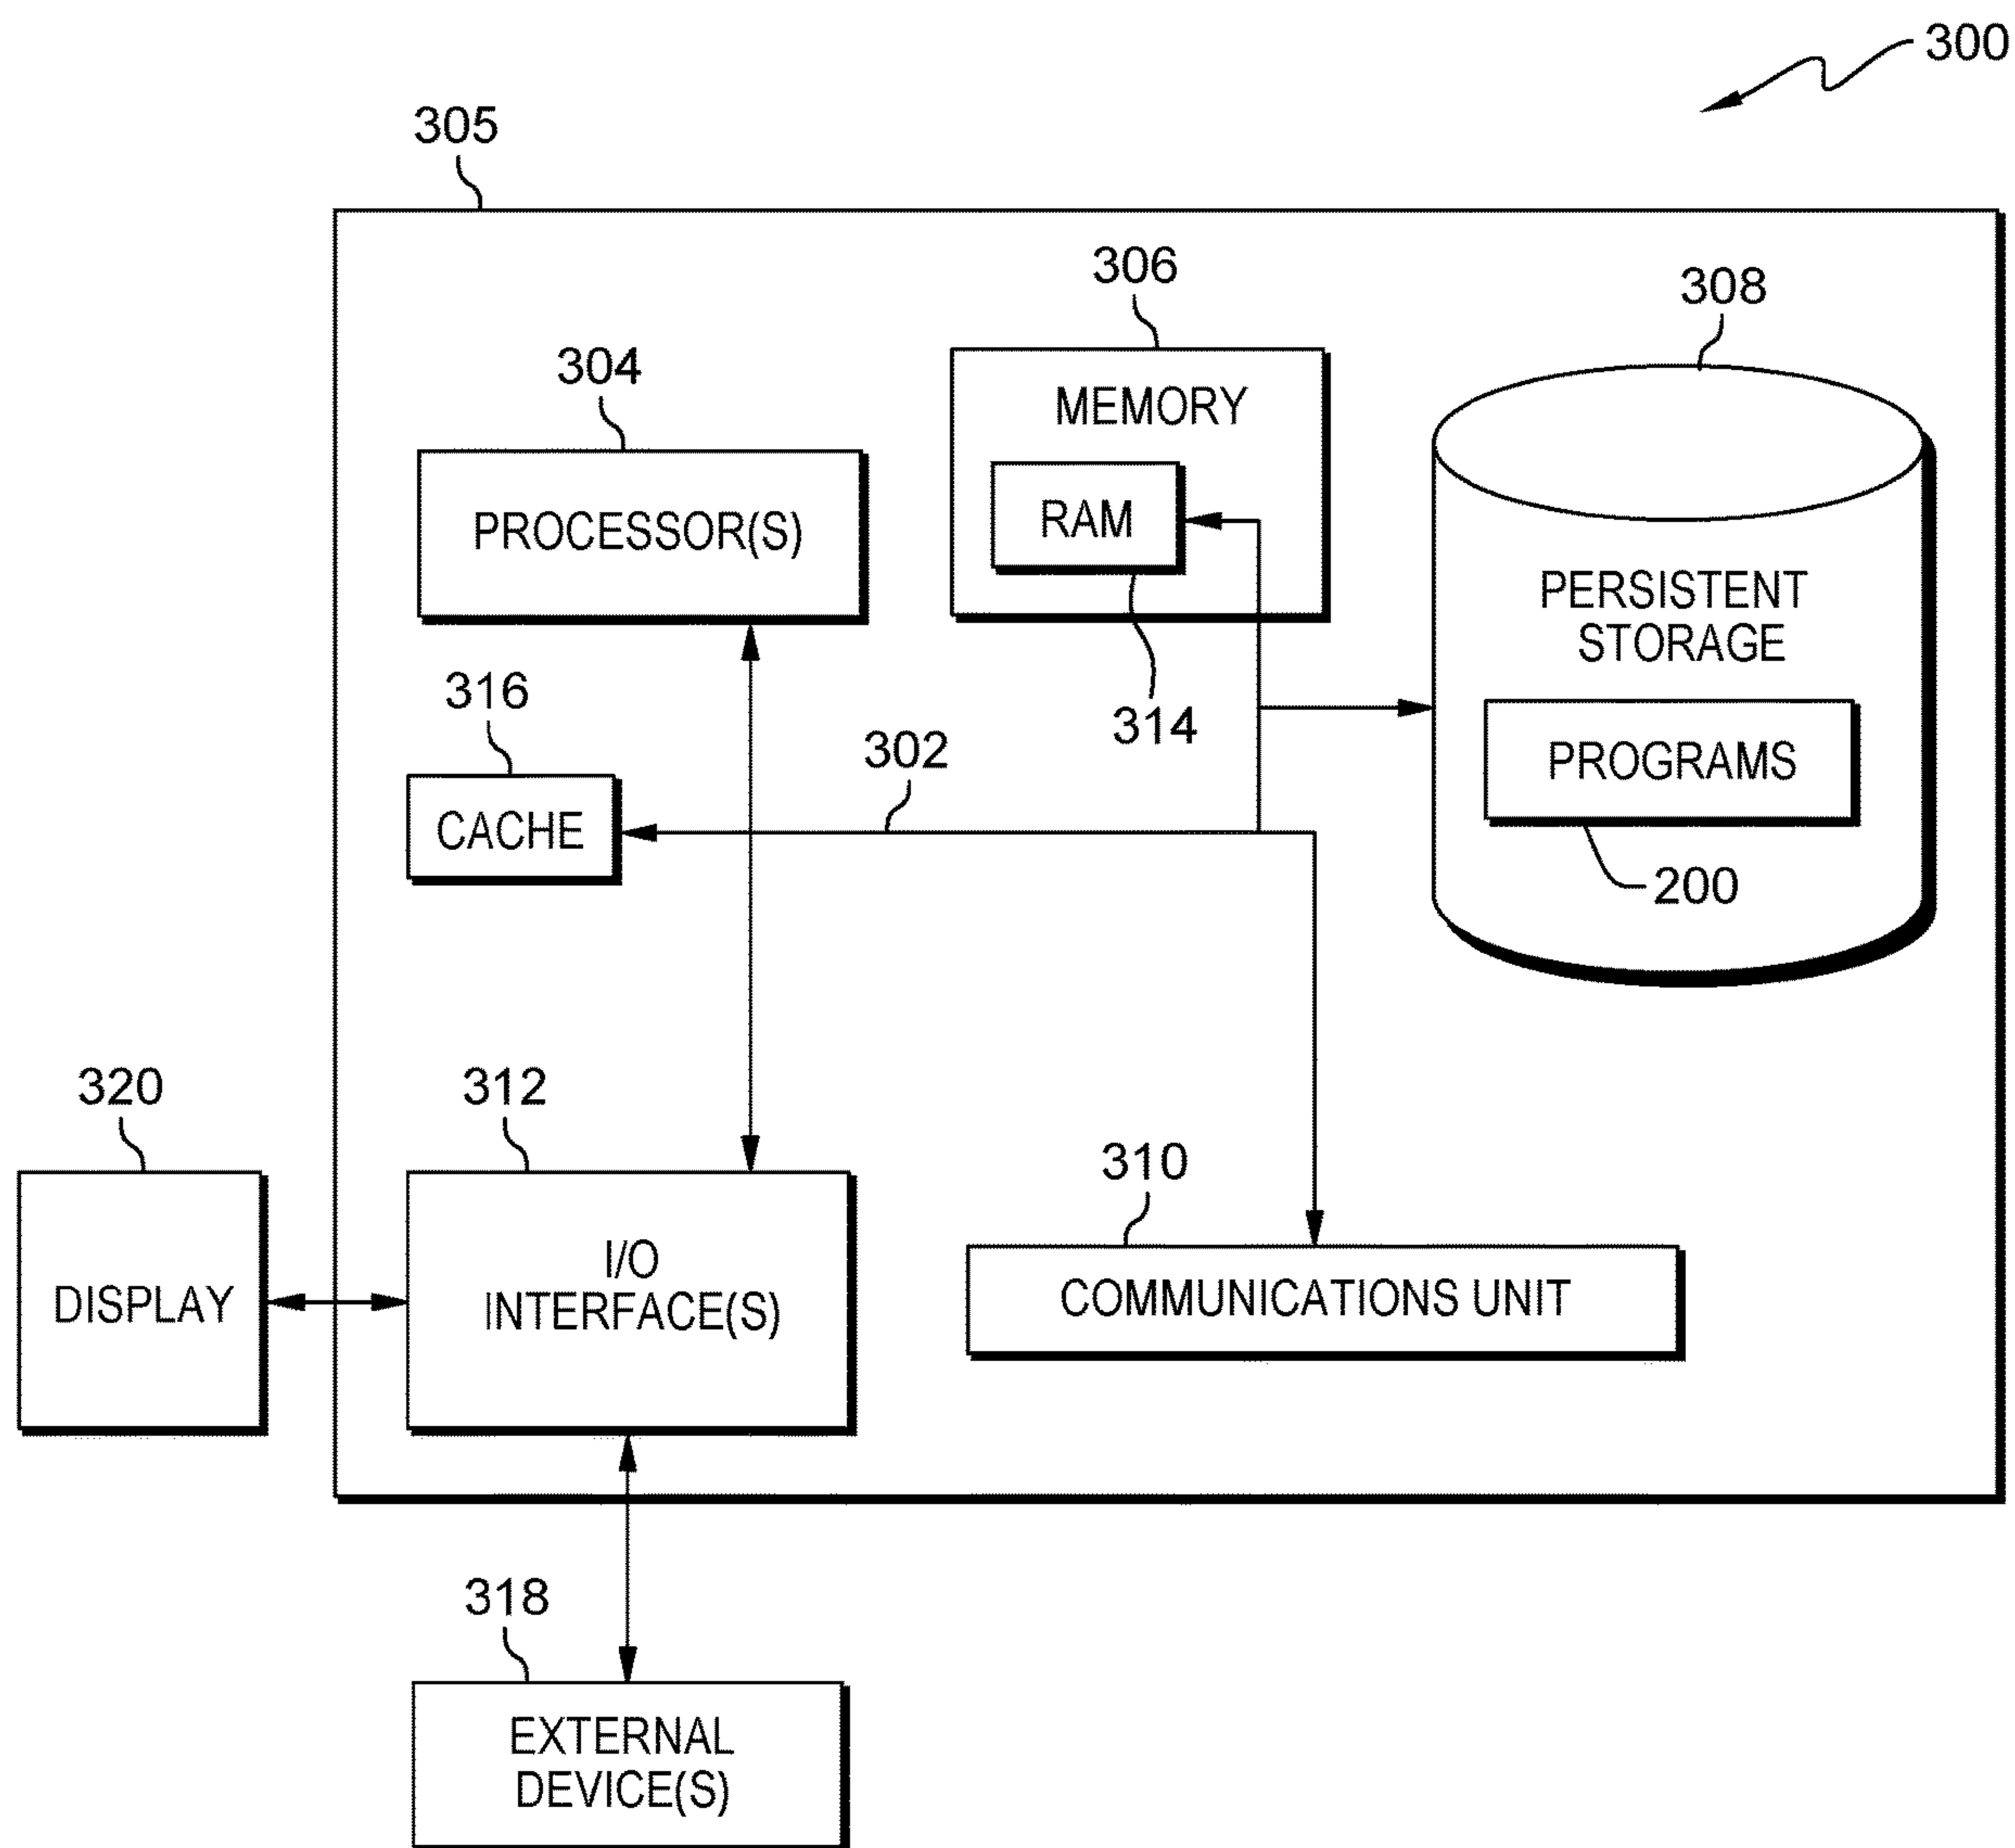 300
305
306
308
304
MEMORY
RAM
PROCESSOR(S)
PERSISTENT
STORAGE
316
314
302
PROGRAMS
CACHE
200
320
312
310
I/O
INTERFACE(S)
DISPLAY
COMMUNICATIONS UNIT
318
EXTERNAL
DEVICE(S)